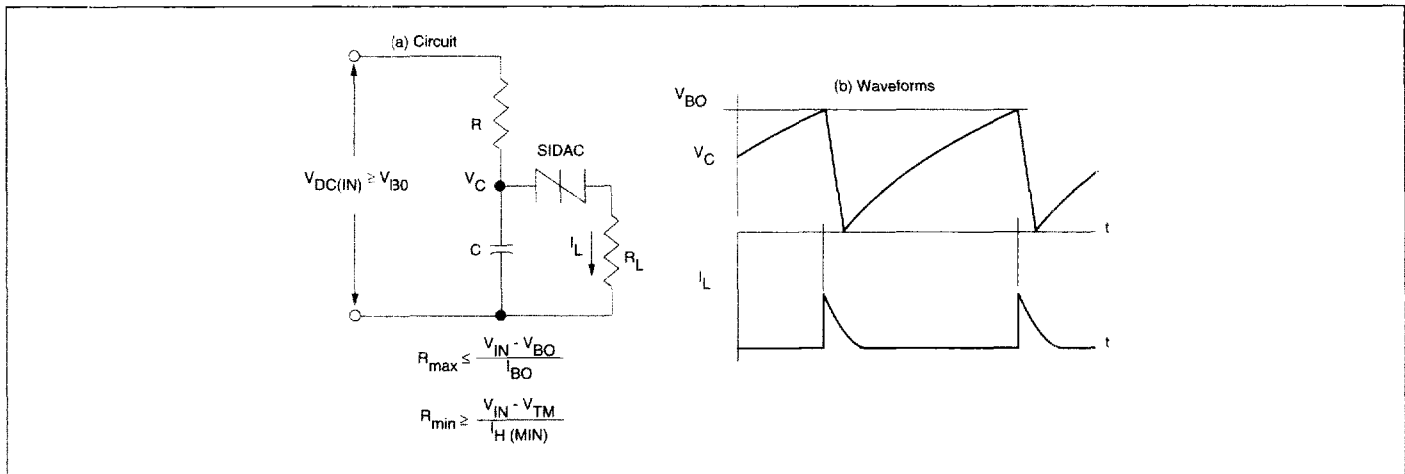 (a) Circuit
R
SIDAC
V_DC(IN) ≥ V_B0
V_C
C
I_L
R_L
R_max ≤ (V_IN - V_BO) / I_BO
R_min ≥ (V_IN - V_TM) / I_H (MIN)
(b) Waveforms
V_BO
V_C
t
I_L
t